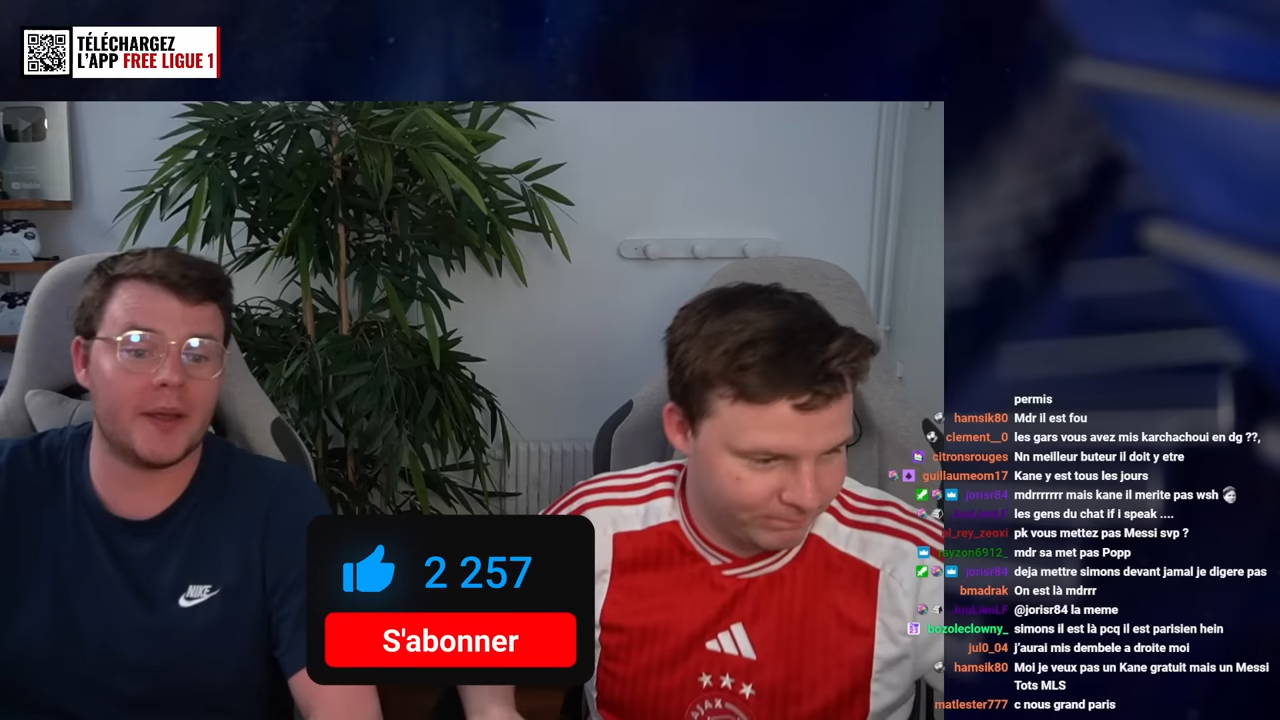 TÉLÉCHARGEZ
L'APP FREE LIGUE 1
YouTube
NIKE
2 257
S'abonner
AJAX
permis
hamsik80 Mdr il est fou
clement__0 les gars vous avez mis karchachoui en dg ??,
citronsrouges Nn meilleur buteur il doit y etre
guillaumeom17 Kane y est tous les jours
jorisr84 mdrrrrrrr mais kane il merite pas wsh
les gens du chat if i speak ....
el_rey_zeoxi pk vous mettez pas Messi svp ?
rayzon6912_ mdr sa met pas Popp
jorisr84 deja mettre simons devant jamal je digere pas
bmadrak On est là mdrrr
@jorisr84 la meme
bozoleclowny_ simons il est là pcq il est parisien hein
jul0_04 j'aurai mis dembele a droite moi
hamsik80 Moi je veux pas un Kane gratuit mais un Messi
Tots MLS
matlester777 c nous grand paris